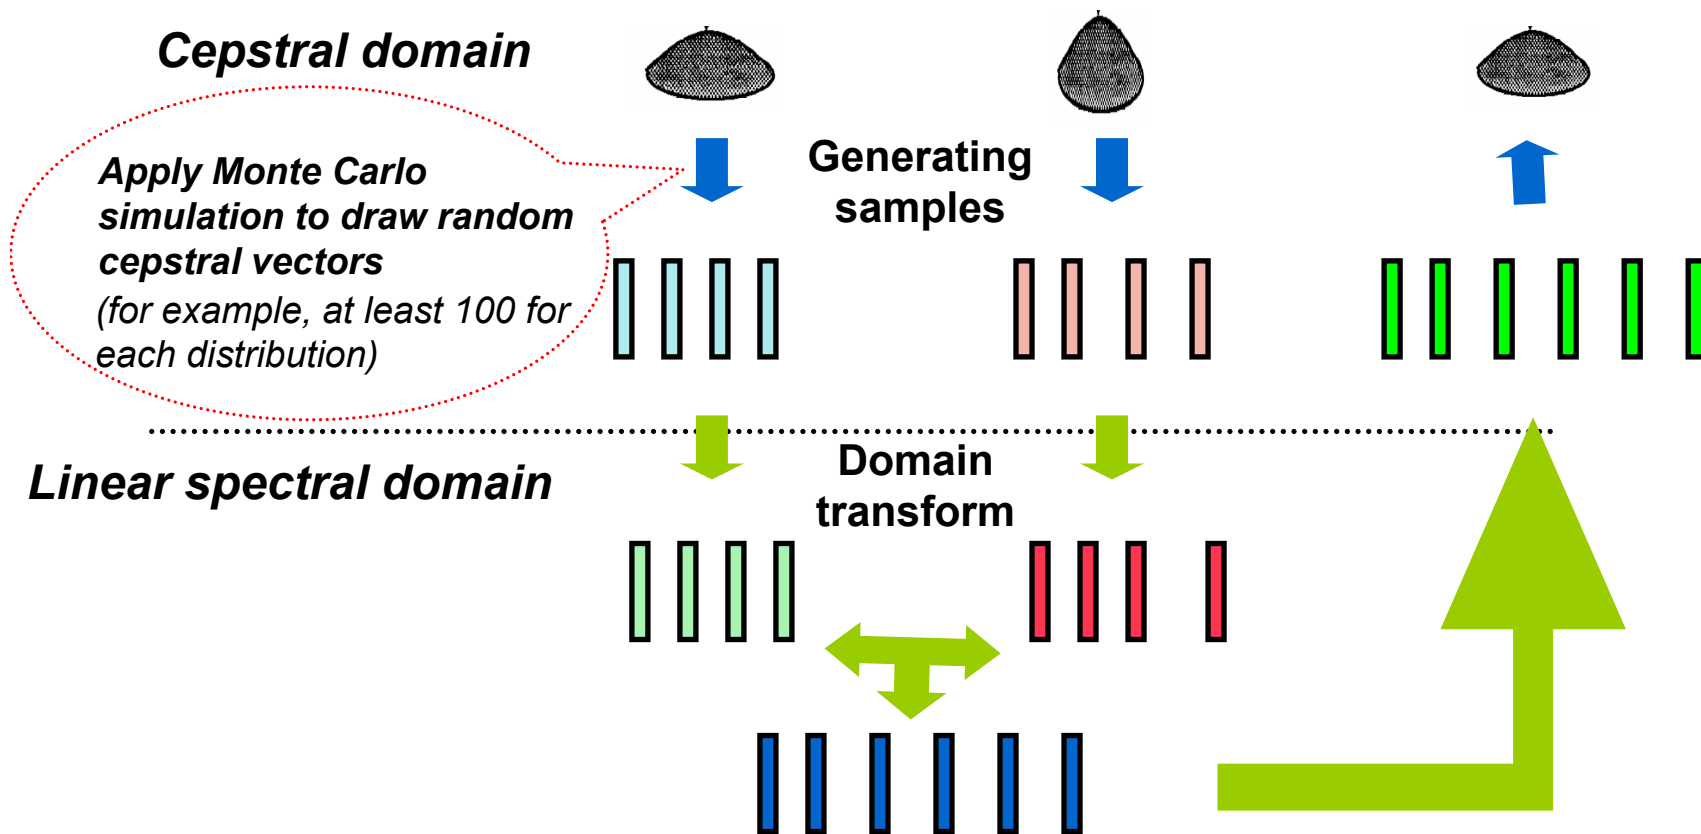 Cepstral domain
Apply Monte Carlo
simulation to draw random
cepstral vectors
(for example, at least 100 for
each distribution)
Generating
samples
Linear spectral domain
Domain
transform